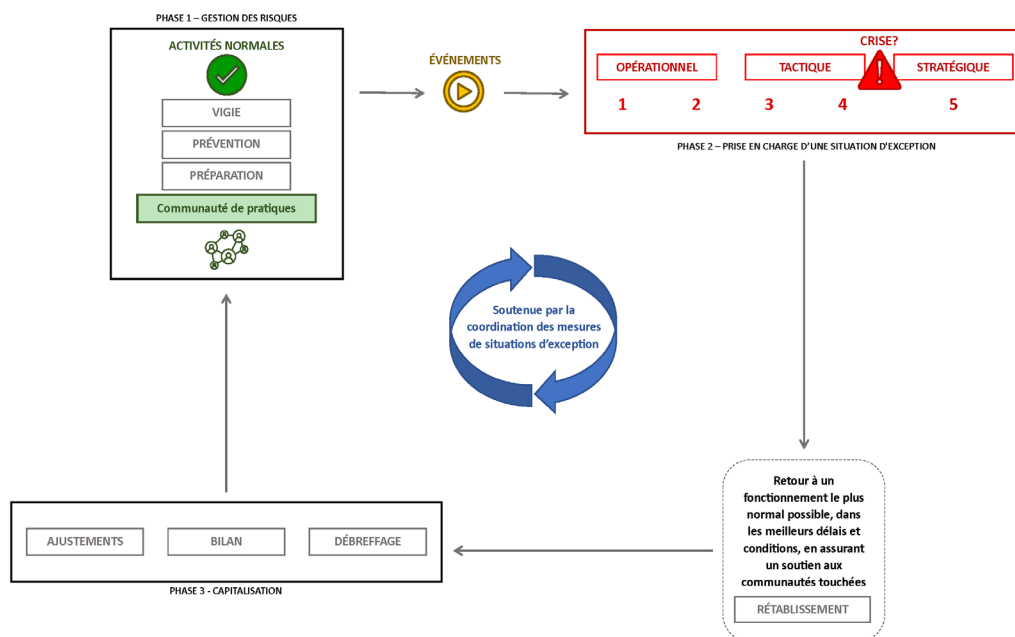 PHASE 1 – GESTION DES RISQUES
ACTIVITÉS NORMALES
VIGIE
PRÉVENTION
PRÉPARATION
Communauté de pratiques
ÉVÉNEMENTS
CRISE?
OPÉRATIONNEL
TACTIQUE
STRATÉGIQUE
1 2 3 4 5
PHASE 2 – PRISE EN CHARGE D'UNE SITUATION D'EXCEPTION
Soutenue par la
coordination des mesures
de situations d'exception
Retour à un
fonctionnement le plus
normal possible, dans
les meilleurs délais et
conditions, en assurant
un soutien aux
communautés touchées
RÉTABLISSEMENT
AJUSTEMENTS
BILAN
DÉBREFFAGE
PHASE 3 - CAPITALISATION